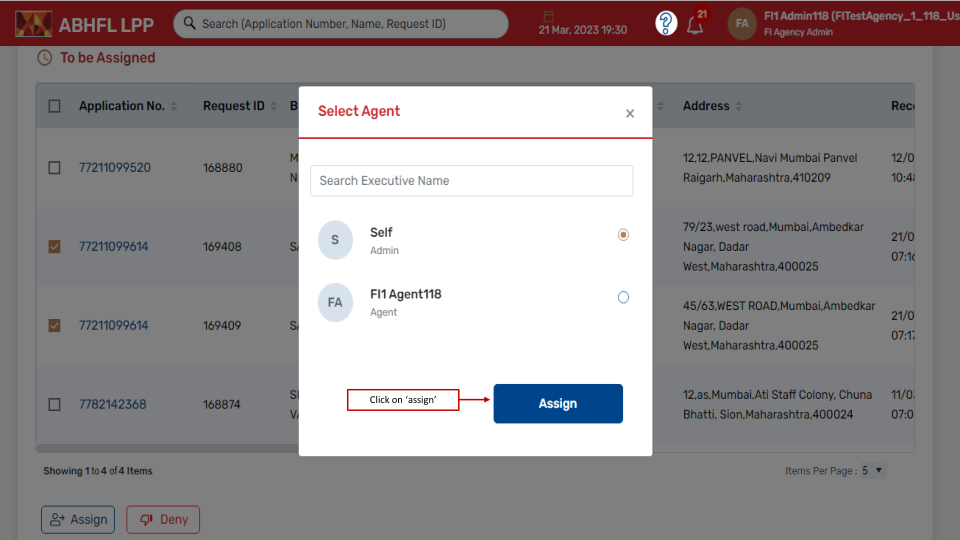 ABHFL LPP
Search (Application Number, Name, Request ID)
21 Mar, 2023 19:30
21
FA
FI1 Admin118 (FITestAgency_1_118_Us
FI Agency Admin
To be Assigned
Application No. Request ID B Address Rec
77211099520 168880
12,12,PANVEL,Navi Mumbai Panvel
Raigarh,Maharashtra,410209
12/0
10:48
77211099614 169408 SA
79/23,west road,Mumbai,Ambedkar
Nagar, Dadar
West,Maharashtra,400025
21/0
07:16
77211099614 169409 SA
45/63,WEST ROAD,Mumbai,Ambedkar
Nagar, Dadar
West,Maharashtra,400025
21/0
07:17
7782142368 168874
12,as,Mumbai,Ati Staff Colony, Chuna
Bhatti, Sion,Maharashtra,400024
11/0
07:0
Select Agent
x
Search Executive Name
S
Self
Admin
FA
FI1 Agent118
Agent
Click on ‘assign’
Assign
Showing 1 to 4 of 4 Items
Items Per Page : 5
Assign
Deny